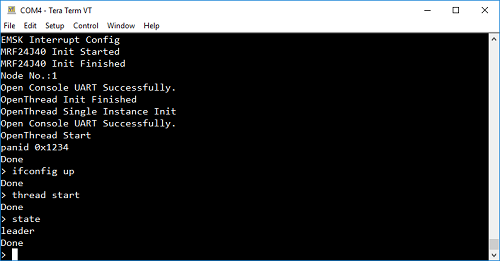 COM4 - Tera Term VT
File Edit Setup Control Window Help
EMSK Interrupt Config
MRF24J40 Init Started
MRF24J40 Init Finished
Node No.:1
Open Console UART Successfully.
OpenThread Init Finished
OpenThread Single Instance Init
Open Console UART Successfully.
OpenThread Start
panid 0x1234
Done
> ifconfig up
Done
> thread start
Done
> state
leader
Done
>